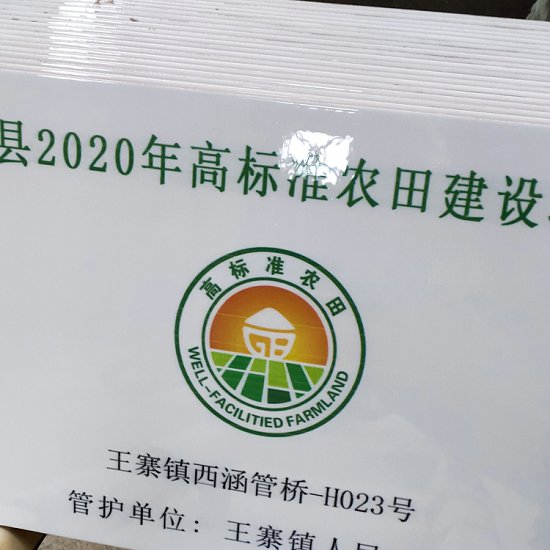 县2020年高标准农田建设
高标准农田
WELL-FACILITIED FARMLAND
王寨镇西涵管桥-H023号
管护单位：王寨镇人民